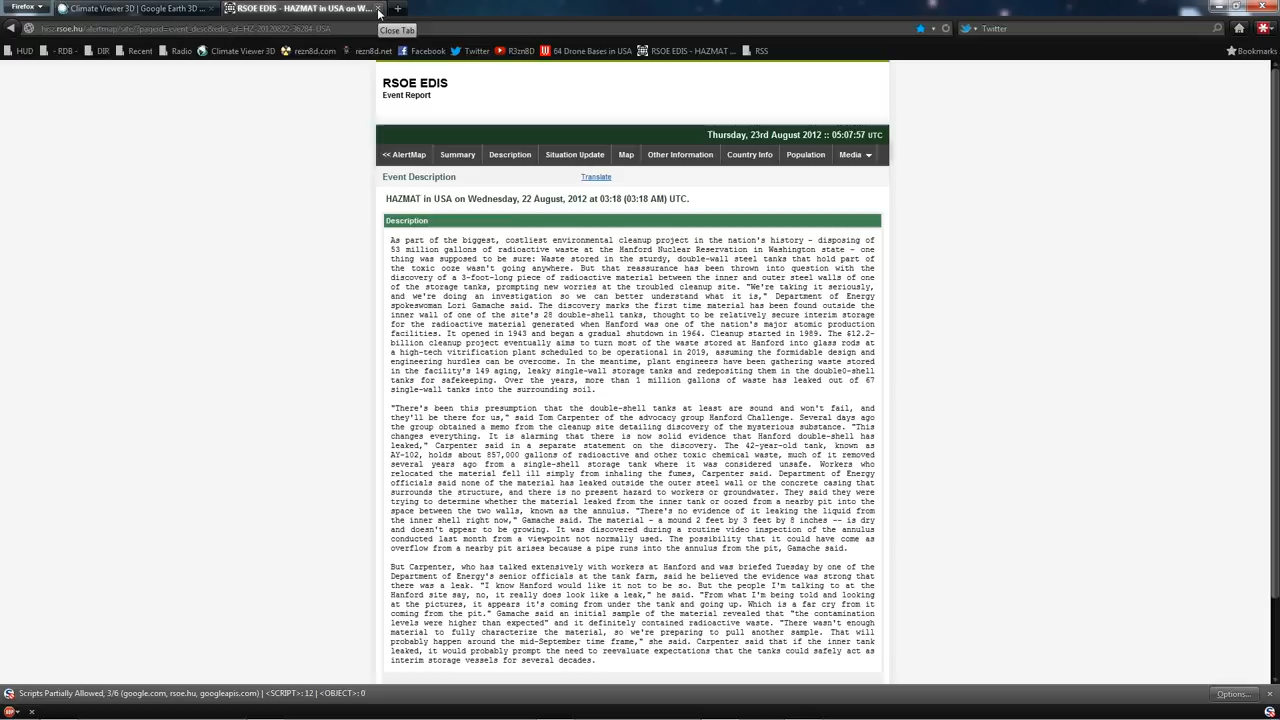 Firefox
Climate Viewer 3D | Google Earth 3D ...
RSOE EDIS - HAZMAT in USA on W...
Close Tab
hisz.rsoe.hu/alertmap/site/?pageid=event_desc&edis_id=HZ-20120822-36284-USA
Twitter
HUD
- RDB -
DIR
Recent
Radio
Climate Viewer 3D
rezn8d.com
rezn8d.net
Facebook
Twitter
R3zn8D
64 Drone Bases in USA
RSOE EDIS - HAZMAT ...
RSS
Bookmarks
RSOE EDIS
Event Report
Thursday, 23rd August 2012 :: 05:07:57 UTC
<< AlertMap Summary Description Situation Update Map Other Information Country Info Population Media
Event Description Translate
HAZMAT in USA on Wednesday, 22 August, 2012 at 03:18 (03:18 AM) UTC.
Description
As part of the biggest, costliest environmental cleanup project in the nation's history - disposing of
53 million gallons of radioactive waste at the Hanford Nuclear Reservation in Washington state - one
thing was supposed to be sure: Waste stored in the sturdy, double-wall steel tanks that hold part of
the toxic ooze wasn't going anywhere. But that reassurance has been thrown into question with the
discovery of a 3-foot-long piece of radioactive material between the inner and outer steel walls of one
of the storage tanks, prompting new worries at the troubled cleanup site. "We're taking it seriously,
and we're doing an investigation so we can better understand what it is," Department of Energy
spokeswoman Lori Gamache said. The discovery marks the first time material has been found outside the
inner wall of one of the site's 28 double-shell tanks, thought to be relatively secure interim storage
for the radioactive material generated when Hanford was one of the nation's major atomic production
facilities. It opened in 1943 and began a gradual shutdown in 1964. Cleanup started in 1989. The $12.2-
billion cleanup project eventually aims to turn most of the waste stored at Hanford into glass rods at
a high-tech vitrification plant scheduled to be operational in 2019, assuming the formidable design and
engineering hurdles can be overcome. In the meantime, plant engineers have been gathering waste stored
in the facility's 149 aging, leaky single-wall storage tanks and redepositing them in the double0-shell
tanks for safekeeping. Over the years, more than 1 million gallons of waste has leaked out of 67
single-wall tanks into the surrounding soil.
"There's been this presumption that the double-shell tanks at least are sound and won't fail, and
they'll be there for us," said Tom Carpenter of the advocacy group Hanford Challenge. Several days ago
the group obtained a memo from the cleanup site detailing discovery of the mysterious substance. "This
changes everything. It is alarming that there is now solid evidence that Hanford double-shell has
leaked," Carpenter said in a separate statement on the discovery. The 42-year-old tank, known as
AY-102, holds about 857,000 gallons of radioactive and other toxic chemical waste, much of it removed
several years ago from a single-shell storage tank where it was considered unsafe. Workers who
relocated the material fell ill simply from inhaling the fumes, Carpenter said. Department of Energy
officials said none of the material has leaked outside the outer steel wall or the concrete casing that
surrounds the structure, and there is no present hazard to workers or groundwater. They said they were
trying to determine whether the material leaked from the inner tank or oozed from a nearby pit into the
space between the two walls, known as the annulus. "There's no evidence of it leaking the liquid from
the inner shell right now," Gamache said. The material - a mound 2 feet by 3 feet by 8 inches -- is dry
and doesn't appear to be growing. It was discovered during a routine video inspection of the annulus
conducted last month from a viewpoint not normally used. The possibility that it could have come as
overflow from a nearby pit arises because a pipe runs into the annulus from the pit, Gamache said.
But Carpenter, who has talked extensively with workers at Hanford and was briefed Tuesday by one of the
Department of Energy's senior officials at the tank farm, said he believed the evidence was strong that
there was a leak. "I know Hanford would like it not to be so. But the people I'm talking to at the
Hanford site say, no, it really does look like a leak," he said. "From what I'm being told and looking
at the pictures, it appears it's coming from under the tank and going up. Which is a far cry from it
coming from the pit." Gamache said an initial sample of the material revealed that "the contamination
levels were higher than expected" and it definitely contained radioactive waste. "There wasn't enough
material to fully characterize the material, so we're preparing to pull another sample. That will
probably happen around the mid-September time frame," she said. Carpenter said that if the inner tank
leaked, it would probably prompt the need to reevaluate expectations that the tanks could safely act as
interim storage vessels for several decades.
Scripts Partially Allowed, 3/6 (google.com, rsoe.hu, googleapis.com) | <SCRIPT>: 12 | <OBJECT>: 0
Options...